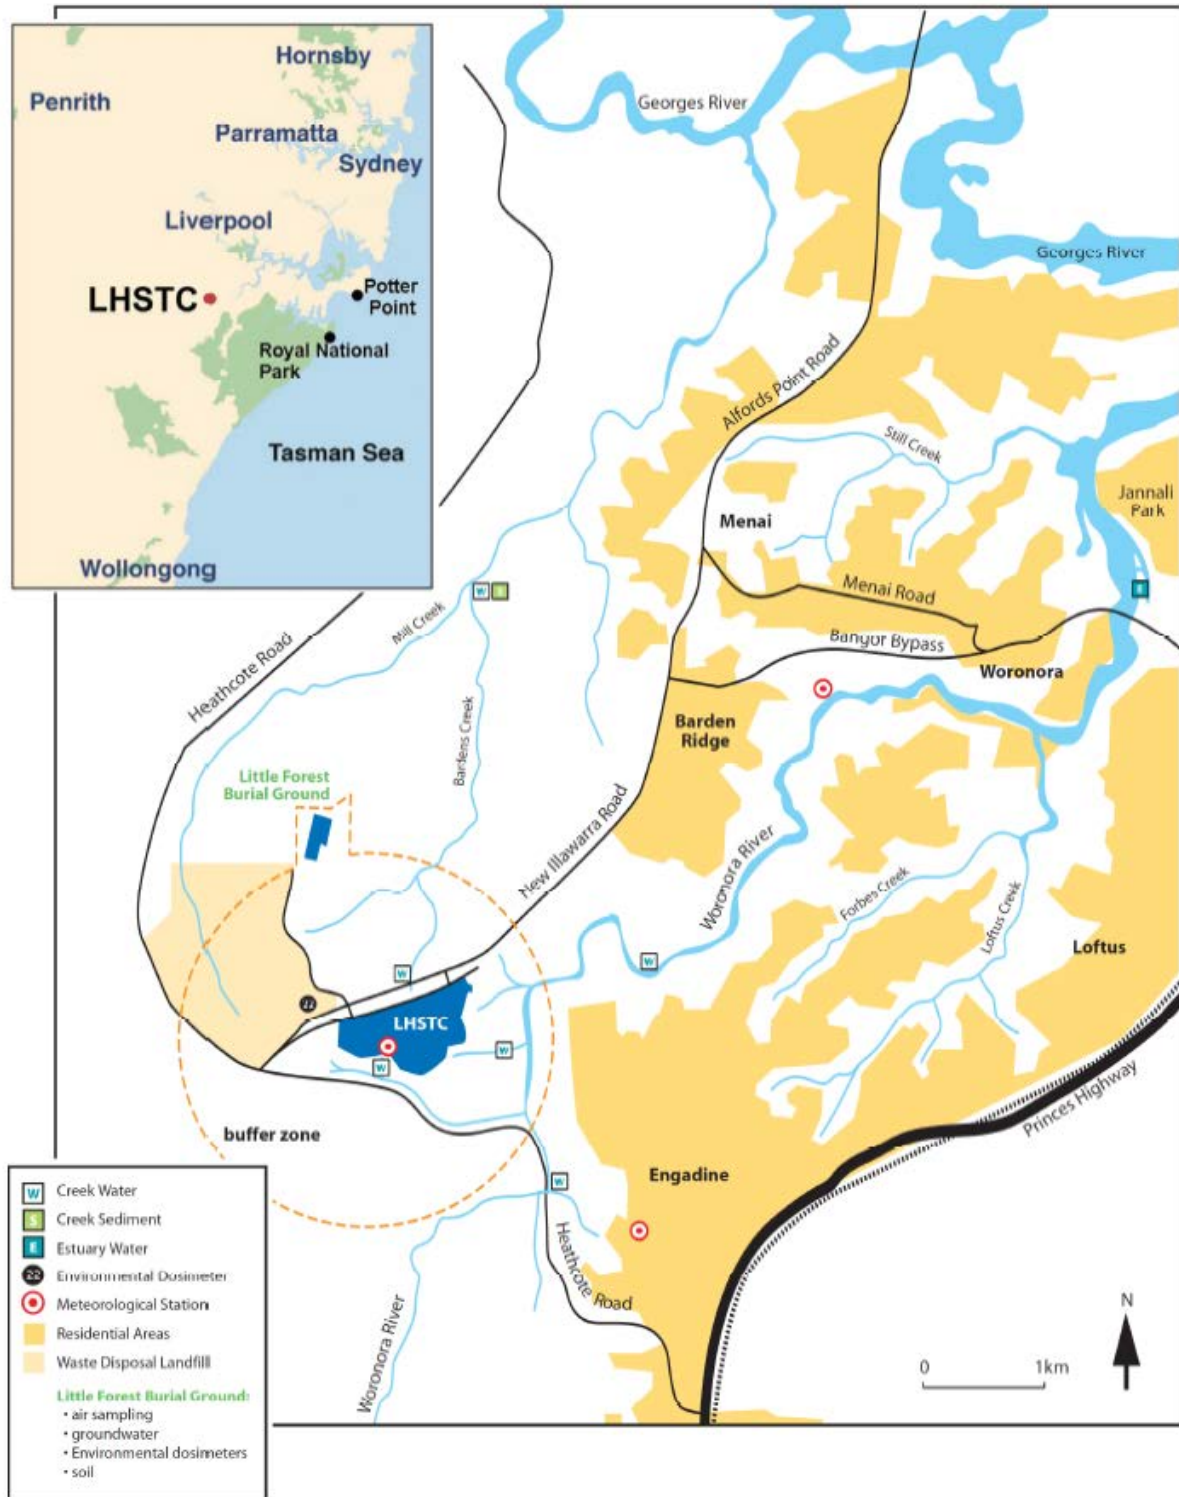 Hornsby
Penrith
Parramatta
Sydney
Liverpool
LHSTC
Potter
Point
Royal National
Park
Tasman Sea
Wollongong
Georges River
Georges River
Alfords Point Road
Still Creek
Jannali
Park
Menai
Menai Road
E
Bangor Bypass
W S
Mill Creek
Heathcote Road
Woronora
Barden
Ridge
Bardens Creek
Little Forest
Burial Ground
New Illawarra Road
Woronora River
Forbes Creek
Loftus Creek
Loftus
W
W
22
LHSTC
W
W
Princes Highway
buffer zone
Engadine
W
Heathcote Road
Woronora River
N
0 1km
W Creek Water
S Creek Sediment
E Estuary Water
22 Environmental Dosimeter
Meteorological Station
Residential Areas
Waste Disposal Landfill
Little Forest Burial Ground:
• air sampling
• groundwater
• Environmental dosimeters
• soil